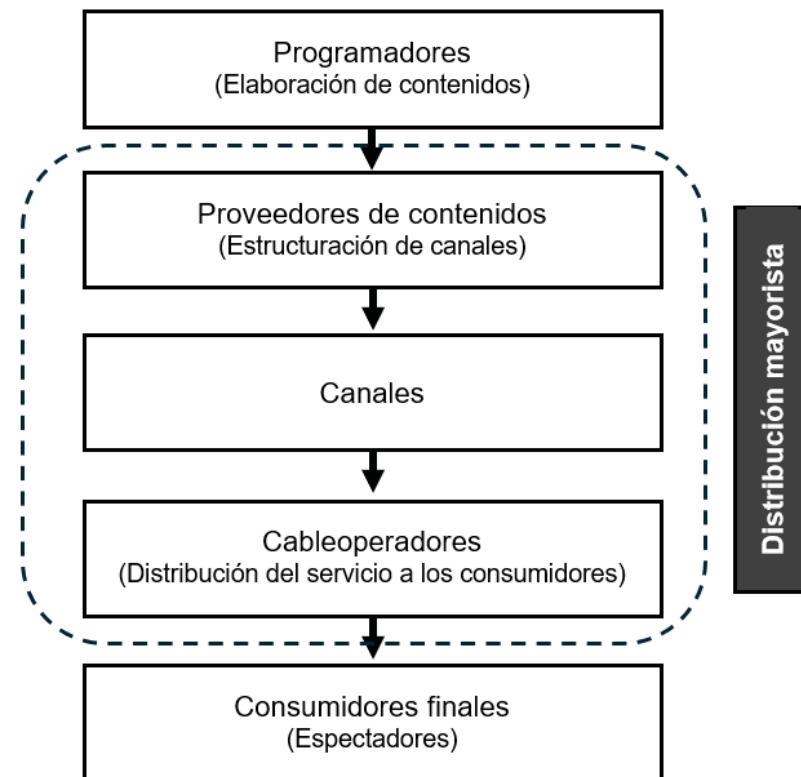 Programadores
(Elaboración de contenidos)
Proveedores de contenidos
(Estructuración de canales)
Canales
Cableoperadores
(Distribución del servicio a los consumidores)
Consumidores finales
(Espectadores)
Distribución mayorista